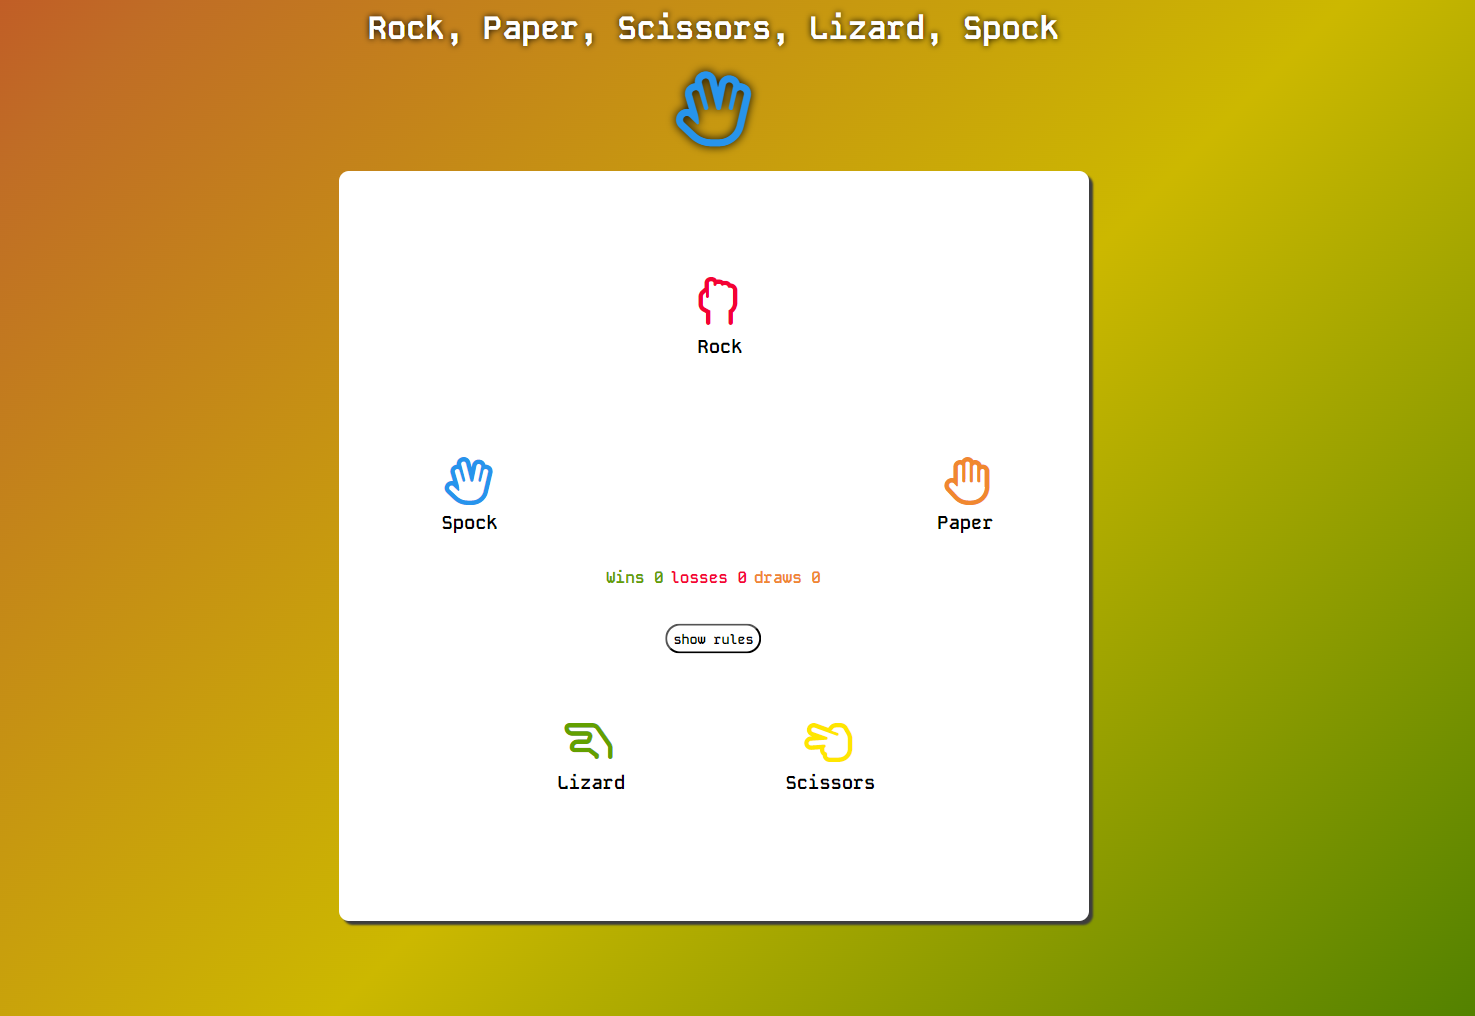 Rock, Paper, Scissors, Lizard, Spock
Rock
Spock
Paper
Wins 0 losses 0 draws 0
show rules
Lizard
Scissors